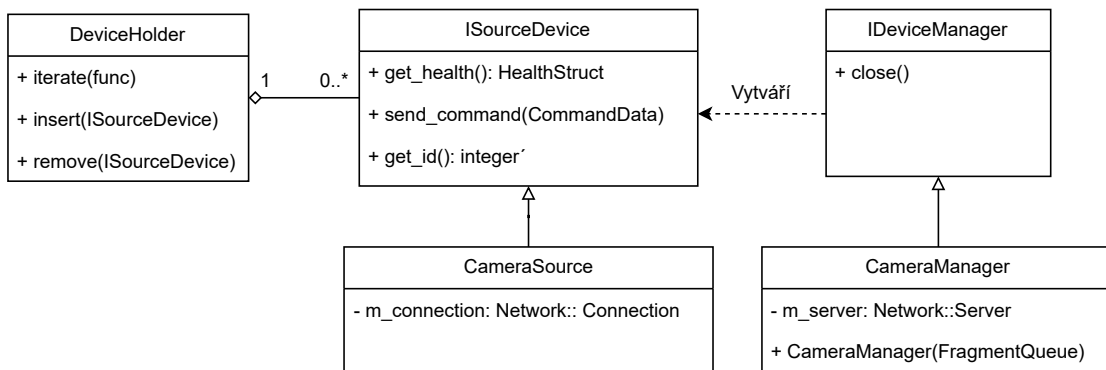 DeviceHolder
+ iterate(func)
+ insert(ISourceDevice)
+ remove(ISourceDevice)
1
0..*
ISourceDevice
+ get_health(): HealthStruct
+ send_command(CommandData)
+ get_id(): integer´
Vytváří
IDeviceManager
+ close()
CameraSource
- m_connection: Network:: Connection
CameraManager
- m_server: Network::Server
+ CameraManager(FragmentQueue)